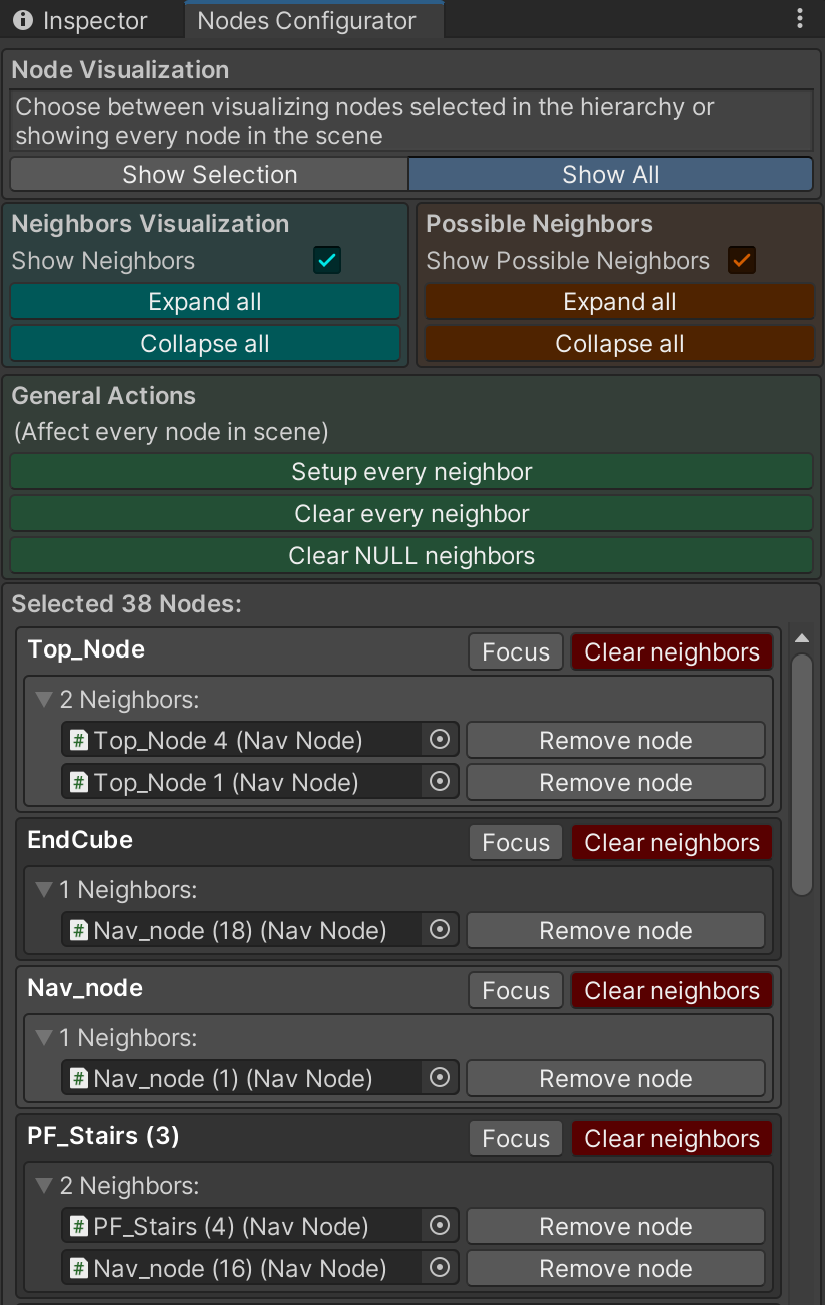 Inspector
Nodes Configurator
Node Visualization
Choose between visualizing nodes selected in the hierarchy or
showing every node in the scene
Show Selection
Show All
Neighbors Visualization
Show Neighbors
Expand all
Collapse all
Possible Neighbors
Show Possible Neighbors
Expand all
Collapse all
General Actions
(Affect every node in scene)
Setup every neighbor
Clear every neighbor
Clear NULL neighbors
Selected 38 Nodes:
Top_Node
Focus
Clear neighbors
2 Neighbors:
# Top_Node 4 (Nav Node)
Remove node
# Top_Node 1 (Nav Node)
Remove node
EndCube
Focus
Clear neighbors
1 Neighbors:
# Nav_node (18) (Nav Node)
Remove node
Nav_node
Focus
Clear neighbors
1 Neighbors:
# Nav_node (1) (Nav Node)
Remove node
PF_Stairs (3)
Focus
Clear neighbors
2 Neighbors:
# PF_Stairs (4) (Nav Node)
Remove node
# Nav_node (16) (Nav Node)
Remove node